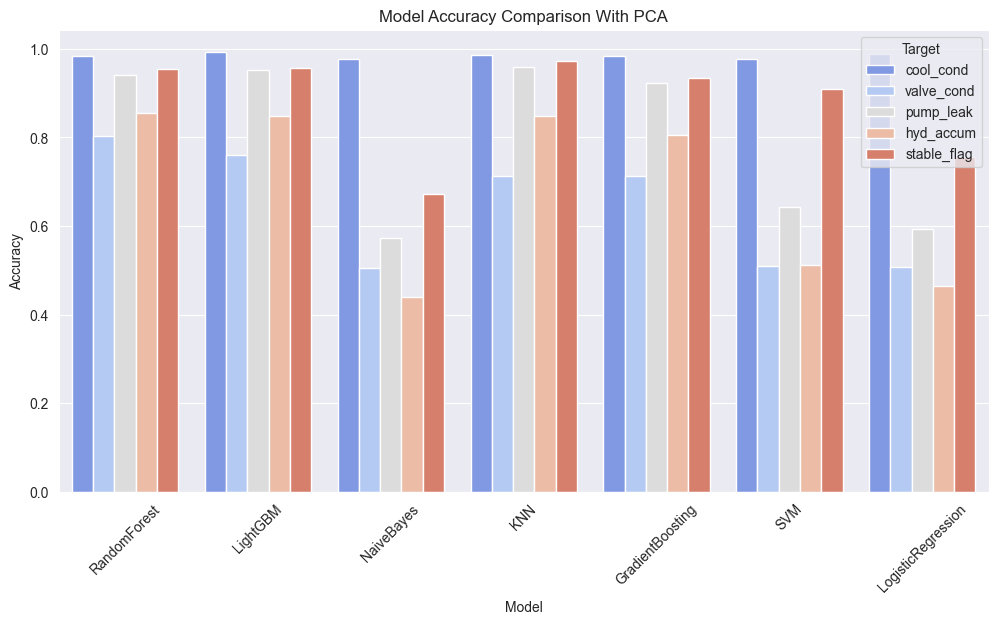 Model Accuracy Comparison With PCA
Accuracy
1.0
0.8
0.6
0.4
0.2
0.0
Target
cool_cond
valve_cond
pump_leak
hyd_accum
stable_flag
RandomForest
LightGBM
NaiveBayes
KNN
GradientBoosting
SVM
LogisticRegression
Model